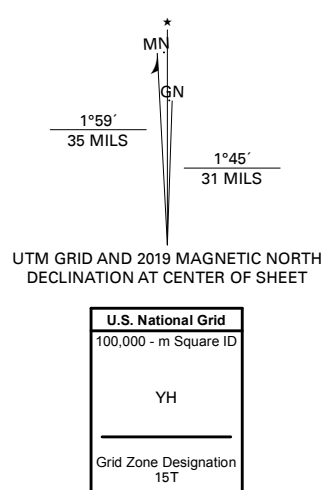 ★
MN
GN
1°59´
35 MILS
1°45´
31 MILS
UTM GRID AND 2019 MAGNETIC NORTH
DECLINATION AT CENTER OF SHEET
U.S. National Grid
100,000 - m Square ID
YH
Grid Zone Designation
15T